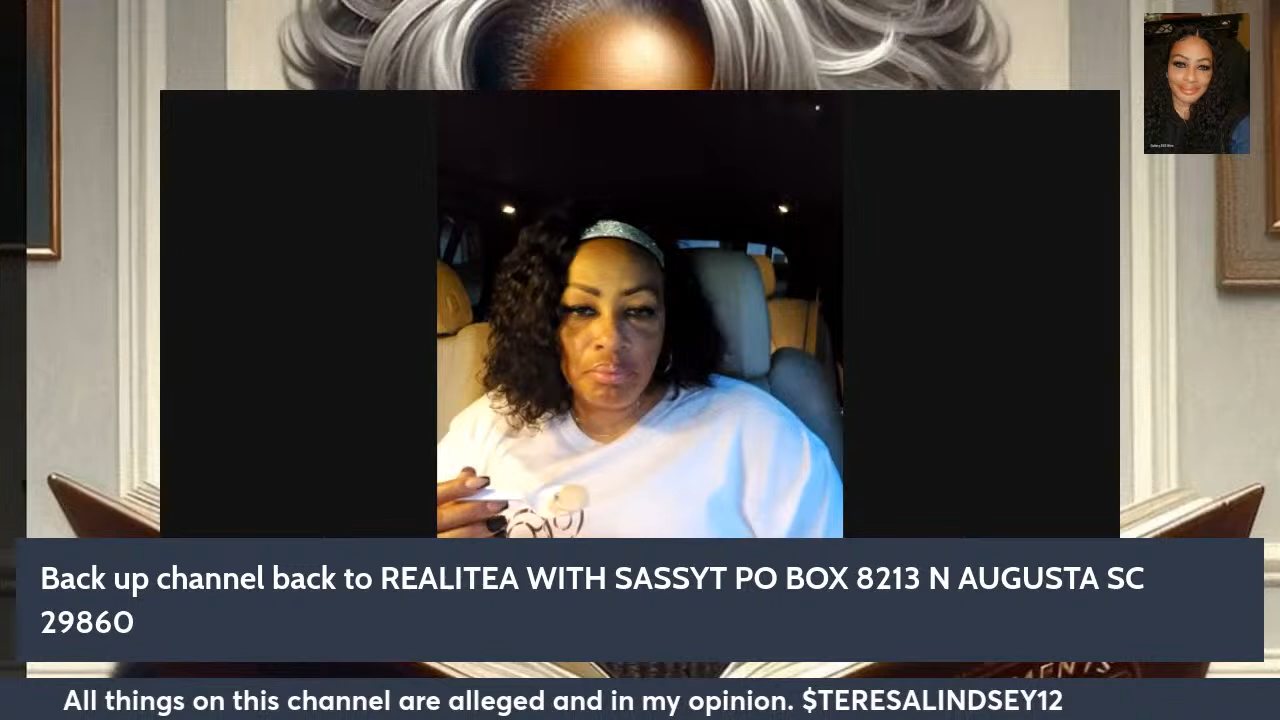 Back up channel back to REALITEA WITH SASSYT PO BOX 8213 N AUGUSTA SC
29860
All things on this channel are alleged and in my opinion. $TERESALINDSEY12